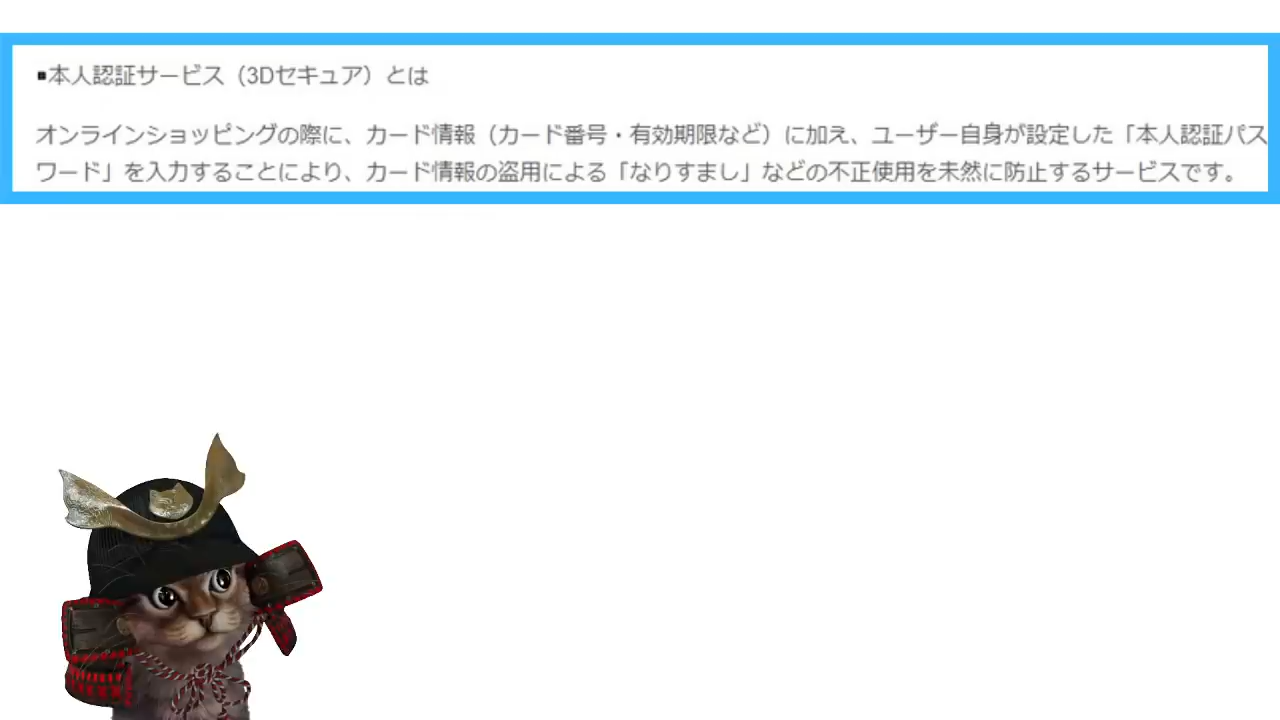 ▪本人認証サービス（3Dセキュア）とは
オンラインショッピングの際に、カード情報（カード番号・有効期限など）に加え、ユーザー自身が設定した「本人認証パス
ワード」を入力することにより、カード情報の盗用による「なりすまし」などの不正使用を未然に防止するサービスです。